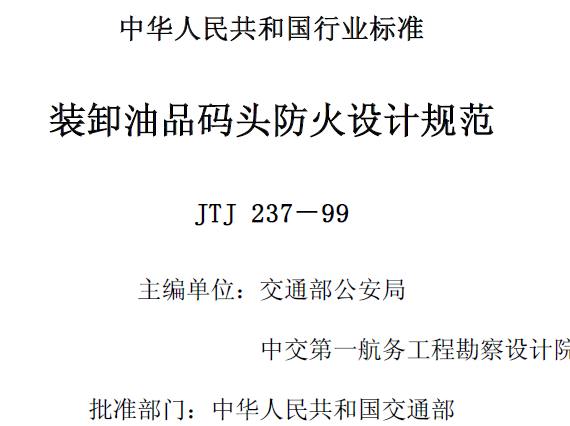 中华人民共和国行业标准
装卸油品码头防火设计规范
JTJ 237－99
主编单位：交通部公安局
中交第一航务工程勘察设计院
批准部门：中华人民共和国交通部